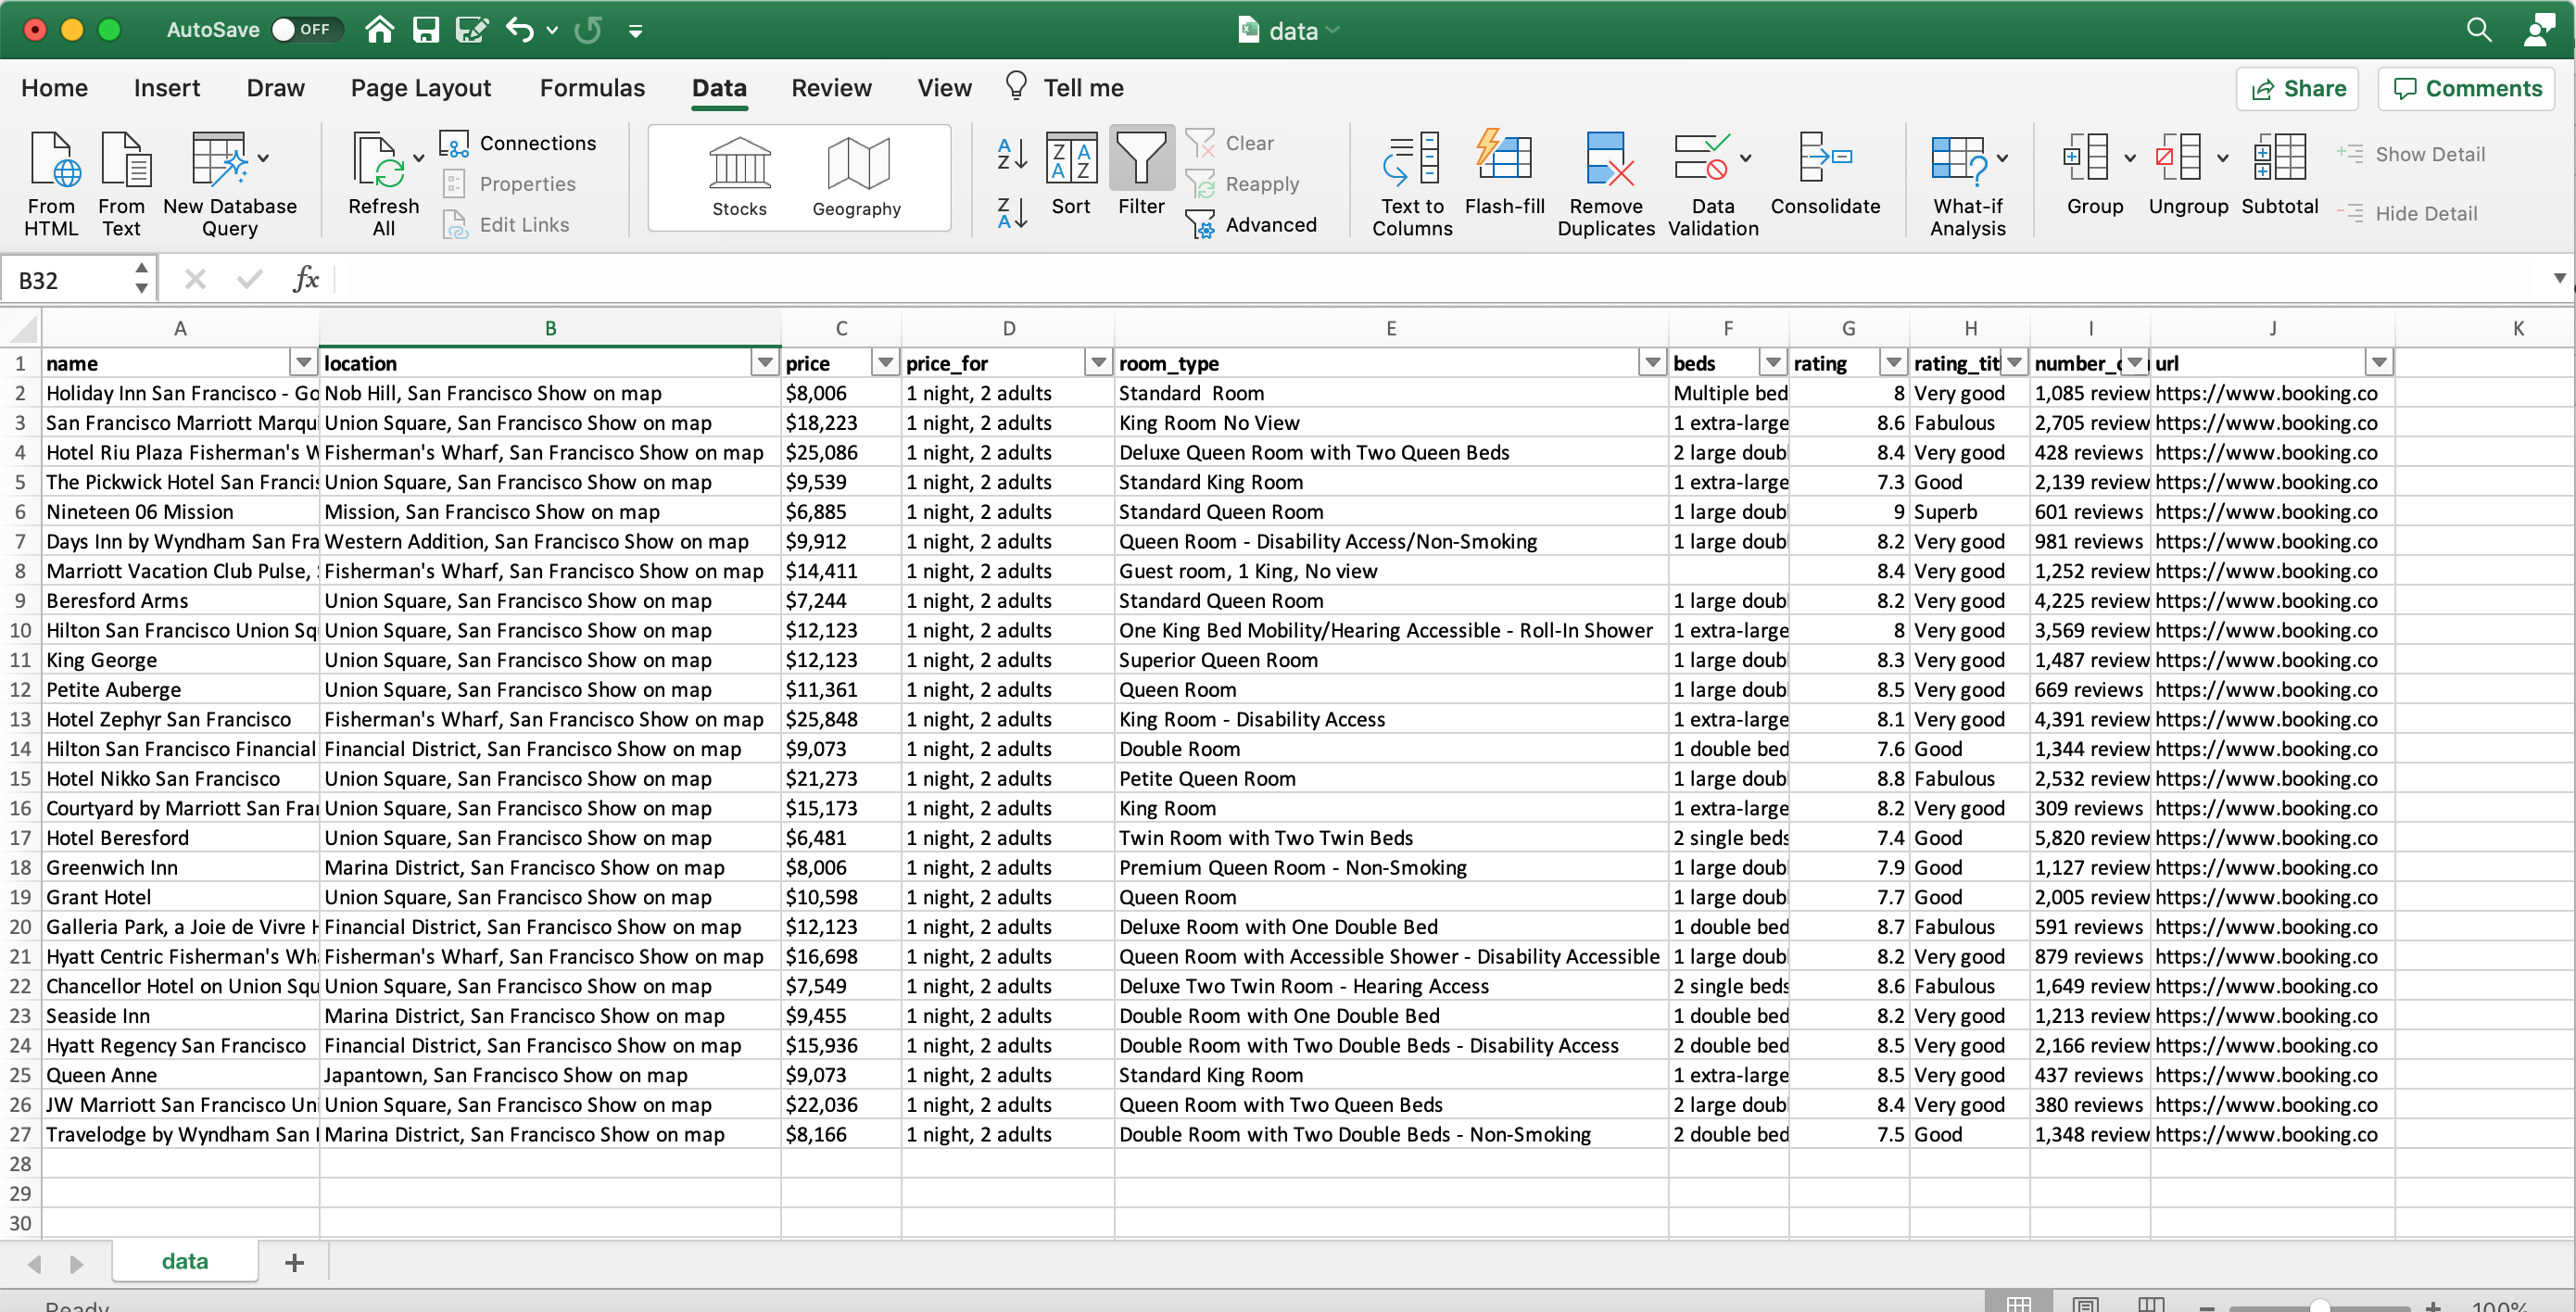 AutoSave OFF data
Home Insert Draw Page Layout Formulas Data Review View Tell me Share Comments
From HTML From Text New Database Query Refresh All Connections Properties Edit Links Stocks Geography Sort Filter Clear Reapply Advanced Text to Columns Flash-fill Remove Duplicates Data Validation Consolidate What-if Analysis Group Ungroup Subtotal Show Detail Hide Detail
B32 fx
A B C D E F G H I J K
1 name location price price_for room_type beds rating rating_tit number_ url
2 Holiday Inn San Francisco - Go Nob Hill, San Francisco Show on map $8,006 1 night, 2 adults Standard  Room Multiple bed 8 Very good 1,085 review https://www.booking.co
3 San Francisco Marriott Marqu Union Square, San Francisco Show on map $18,223 1 night, 2 adults King Room No View 1 extra-large 8.6 Fabulous 2,705 review https://www.booking.co
4 Hotel Riu Plaza Fisherman's W Fisherman's Wharf, San Francisco Show on map $25,086 1 night, 2 adults Deluxe Queen Room with Two Queen Beds 2 large doub 8.4 Very good 428 reviews https://www.booking.co
5 The Pickwick Hotel San Francis Union Square, San Francisco Show on map $9,539 1 night, 2 adults Standard King Room 1 extra-large 7.3 Good 2,139 review https://www.booking.co
6 Nineteen 06 Mission Mission, San Francisco Show on map $6,885 1 night, 2 adults Standard Queen Room 1 large doub 9 Superb 601 reviews https://www.booking.co
7 Days Inn by Wyndham San Fra Western Addition, San Francisco Show on map $9,912 1 night, 2 adults Queen Room - Disability Access/Non-Smoking 1 large doub 8.2 Very good 981 reviews https://www.booking.co
8 Marriott Vacation Club Pulse, Fisherman's Wharf, San Francisco Show on map $14,411 1 night, 2 adults Guest room, 1 King, No view 8.4 Very good 1,252 review https://www.booking.co
9 Beresford Arms Union Square, San Francisco Show on map $7,244 1 night, 2 adults Standard Queen Room 1 large doub 8.2 Very good 4,225 review https://www.booking.co
10 Hilton San Francisco Union Sq Union Square, San Francisco Show on map $12,123 1 night, 2 adults One King Bed Mobility/Hearing Accessible - Roll-In Shower 1 extra-large 8 Very good 3,569 review https://www.booking.co
11 King George Union Square, San Francisco Show on map $12,123 1 night, 2 adults Superior Queen Room 1 large doub 8.3 Very good 1,487 review https://www.booking.co
12 Petite Auberge Union Square, San Francisco Show on map $11,361 1 night, 2 adults Queen Room 1 large doub 8.5 Very good 669 reviews https://www.booking.co
13 Hotel Zephyr San Francisco Fisherman's Wharf, San Francisco Show on map $25,848 1 night, 2 adults King Room - Disability Access 1 extra-large 8.1 Very good 4,391 review https://www.booking.co
14 Hilton San Francisco Financial Financial District, San Francisco Show on map $9,073 1 night, 2 adults Double Room 1 double bed 7.6 Good 1,344 review https://www.booking.co
15 Hotel Nikko San Francisco Union Square, San Francisco Show on map $21,273 1 night, 2 adults Petite Queen Room 1 large doub 8.8 Fabulous 2,532 review https://www.booking.co
16 Courtyard by Marriott San Fra Union Square, San Francisco Show on map $15,173 1 night, 2 adults King Room 1 extra-large 8.2 Very good 309 reviews https://www.booking.co
17 Hotel Beresford Union Square, San Francisco Show on map $6,481 1 night, 2 adults Twin Room with Two Twin Beds 2 single beds 7.4 Good 5,820 review https://www.booking.co
18 Greenwich Inn Marina District, San Francisco Show on map $8,006 1 night, 2 adults Premium Queen Room - Non-Smoking 1 large doub 7.9 Good 1,127 review https://www.booking.co
19 Grant Hotel Union Square, San Francisco Show on map $10,598 1 night, 2 adults Queen Room 1 large doub 7.7 Good 2,005 review https://www.booking.co
20 Galleria Park, a Joie de Vivre H Financial District, San Francisco Show on map $12,123 1 night, 2 adults Deluxe Room with One Double Bed 1 double bed 8.7 Fabulous 591 reviews https://www.booking.co
21 Hyatt Centric Fisherman's Wh Fisherman's Wharf, San Francisco Show on map $16,698 1 night, 2 adults Queen Room with Accessible Shower - Disability Accessible 1 large doub 8.2 Very good 879 reviews https://www.booking.co
22 Chancellor Hotel on Union Squ Union Square, San Francisco Show on map $7,549 1 night, 2 adults Deluxe Two Twin Room - Hearing Access 2 single beds 8.6 Fabulous 1,649 review https://www.booking.co
23 Seaside Inn Marina District, San Francisco Show on map $9,455 1 night, 2 adults Double Room with One Double Bed 1 double bed 8.2 Very good 1,213 review https://www.booking.co
24 Hyatt Regency San Francisco Financial District, San Francisco Show on map $15,936 1 night, 2 adults Double Room with Two Double Beds - Disability Access 2 double bed 8.5 Very good 2,166 review https://www.booking.co
25 Queen Anne Japantown, San Francisco Show on map $9,073 1 night, 2 adults Standard King Room 1 extra-large 8.5 Very good 437 reviews https://www.booking.co
26 JW Marriott San Francisco Uni Union Square, San Francisco Show on map $22,036 1 night, 2 adults Queen Room with Two Queen Beds 2 large doub 8.4 Very good 380 reviews https://www.booking.co
27 Travelodge by Wyndham San Marina District, San Francisco Show on map $8,166 1 night, 2 adults Double Room with Two Double Beds - Non-Smoking 2 double bed 7.5 Good 1,348 review https://www.booking.co
28
29
30
data
Ready 100%